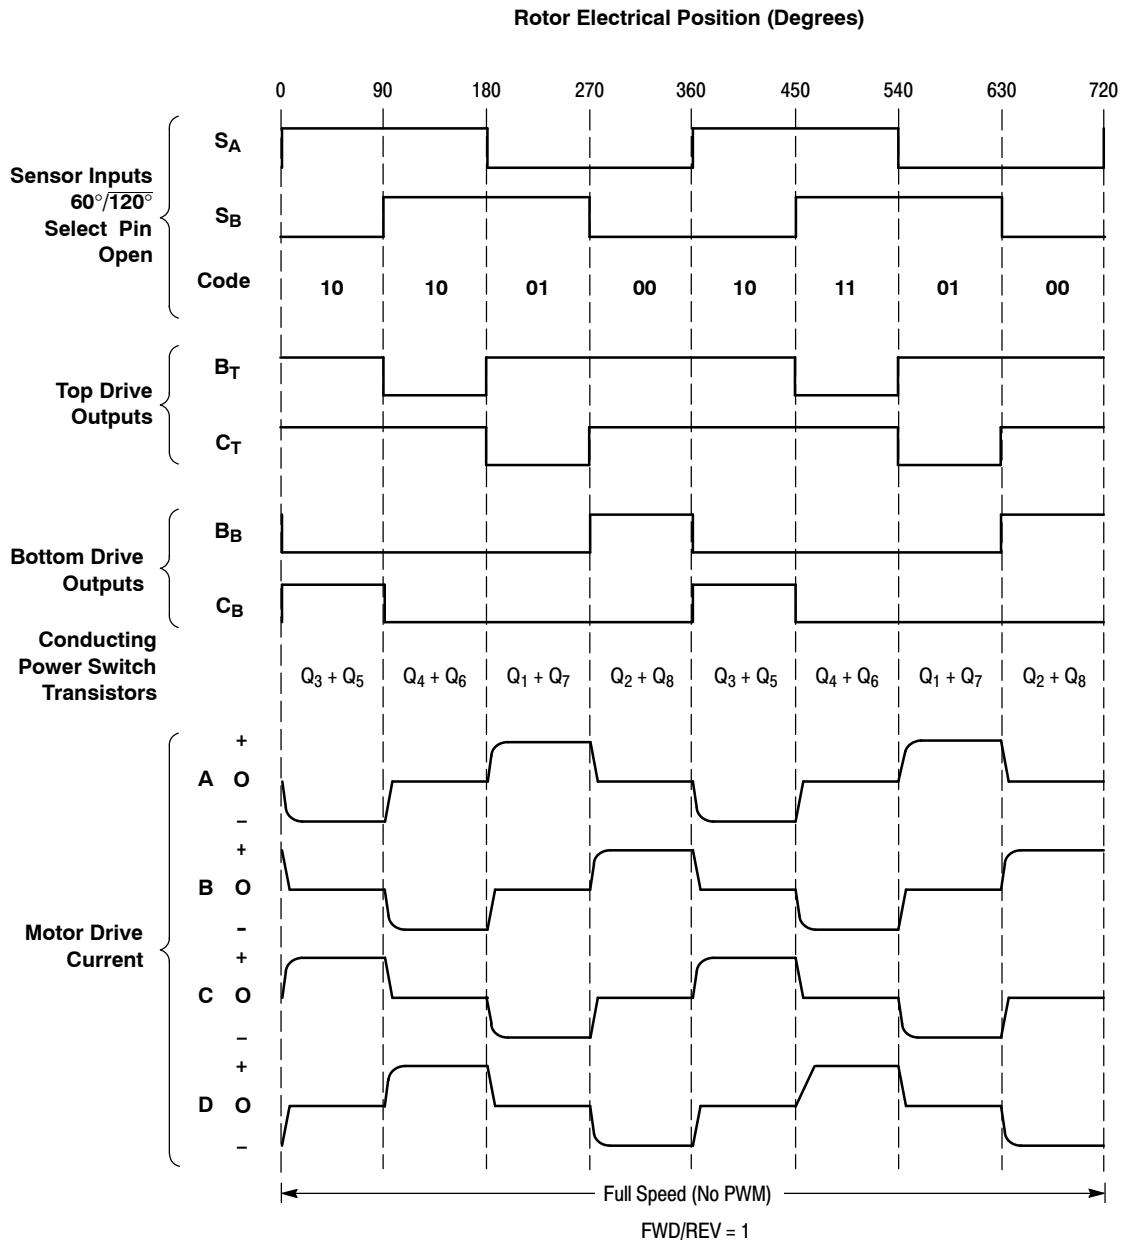 Rotor Electrical Position (Degrees)
0 90 180 270 360 450 540 630 720
Sensor Inputs
60°/120°
Select Pin
Open
SA
SB
Code
10 10 01 00 10 11 01 00
Top Drive
Outputs
BT
CT
Bottom Drive
Outputs
BB
CB
Conducting
Power Switch
Transistors
Q3 + Q5 Q4 + Q6 Q1 + Q7 Q2 + Q8 Q3 + Q5 Q4 + Q6 Q1 + Q7 Q2 + Q8
Motor Drive
Current
+
A O
−
+
B O
−
+
C O
−
+
D O
−
Full Speed (No PWM)
FWD/REV = 1